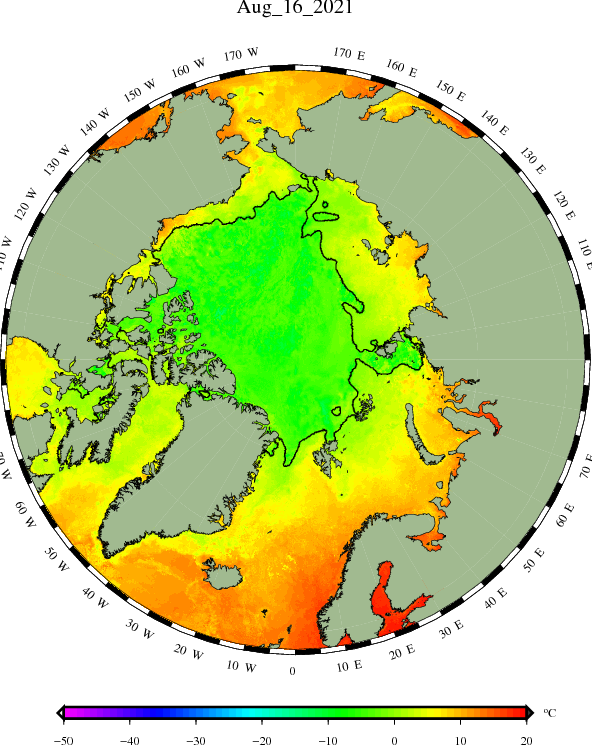 Aug_16_2021
170 W
170 E
160 W
160 E
150 W
150 E
140 W
140 E
130 W
130 E
120 W
120 E
110 E
70 E
60 W
60 E
50 W
50 E
40 W
40 E
30 W
30 E
20 W
20 E
10 W
10 E
0
°C
−50 −40 −30 −20 −10 0 10 20